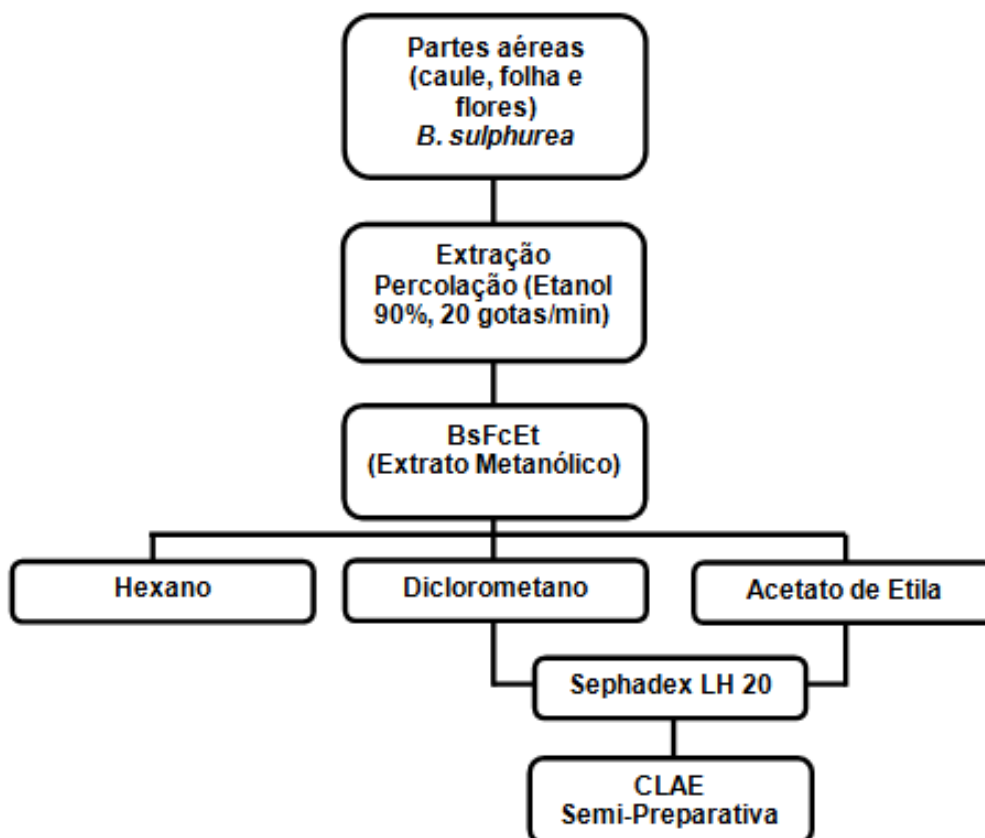 Partes aéreas
(caule, folha e
flores)
B. sulphurea
Extração
Percolação (Etanol
90%, 20 gotas/min)
BsFcEt
(Extrato Metanólico)
Hexano
Diclorometano
Acetato de Etila
Sephadex LH 20
CLAE
Semi-Preparativa